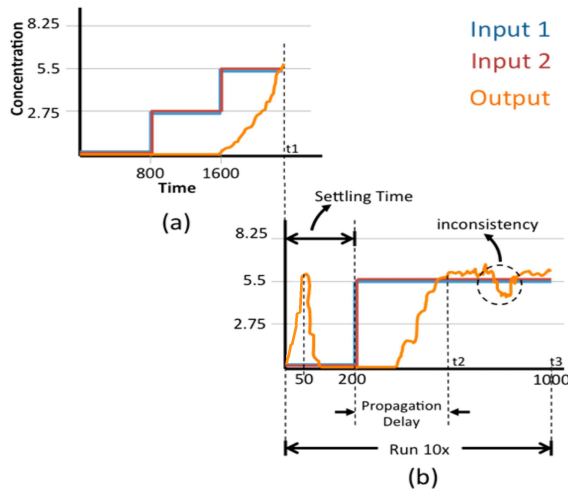 8.25
5.5
2.75
Concentration
800
1600
Time
t1
(a)
Input 1
Input 2
Output
Settling Time
inconsistency
8.25
5.5
2.75
50
200
t2
t3
1000
Propagation
Delay
Run 10x
(b)